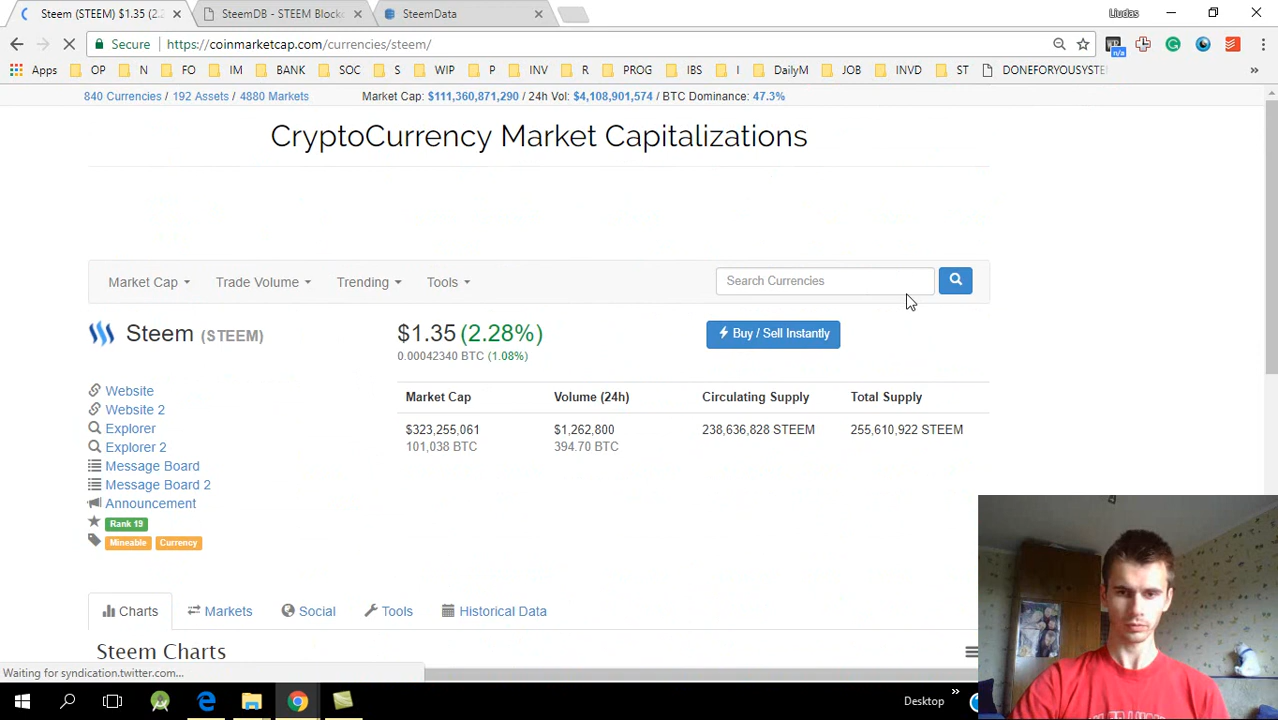 Steem (STEEM) $1.35 (2.2
SteemDB - STEEM Blockc
SteemData
Liudas
Secure
https://coinmarketcap.com/currencies/steem/
n/a
Apps
OP
N
FO
IM
BANK
SOC
S
WIP
P
INV
R
PROG
IBS
I
DailyM
JOB
INVD
ST
DONEFORYOUSYSTE
840 Currencies / 192 Assets / 4880 Markets
Market Cap: $111,360,871,290 / 24h Vol: $4,108,901,574 / BTC Dominance: 47.3%
CryptoCurrency Market Capitalizations
Market Cap
Trade Volume
Trending
Tools
Search Currencies
Steem (STEEM)
$1.35 (2.28%)
0.00042340 BTC (1.08%)
Buy / Sell Instantly
Website
Website 2
Explorer
Explorer 2
Message Board
Message Board 2
Announcement
Rank 19
Mineable Currency
Market Cap
Volume (24h)
Circulating Supply
Total Supply
$323,255,061
$1,262,800
238,636,828 STEEM
255,610,922 STEEM
101,038 BTC
394.70 BTC
Charts
Markets
Social
Tools
Historical Data
Steem Charts
Waiting for syndication.twitter.com...
Desktop